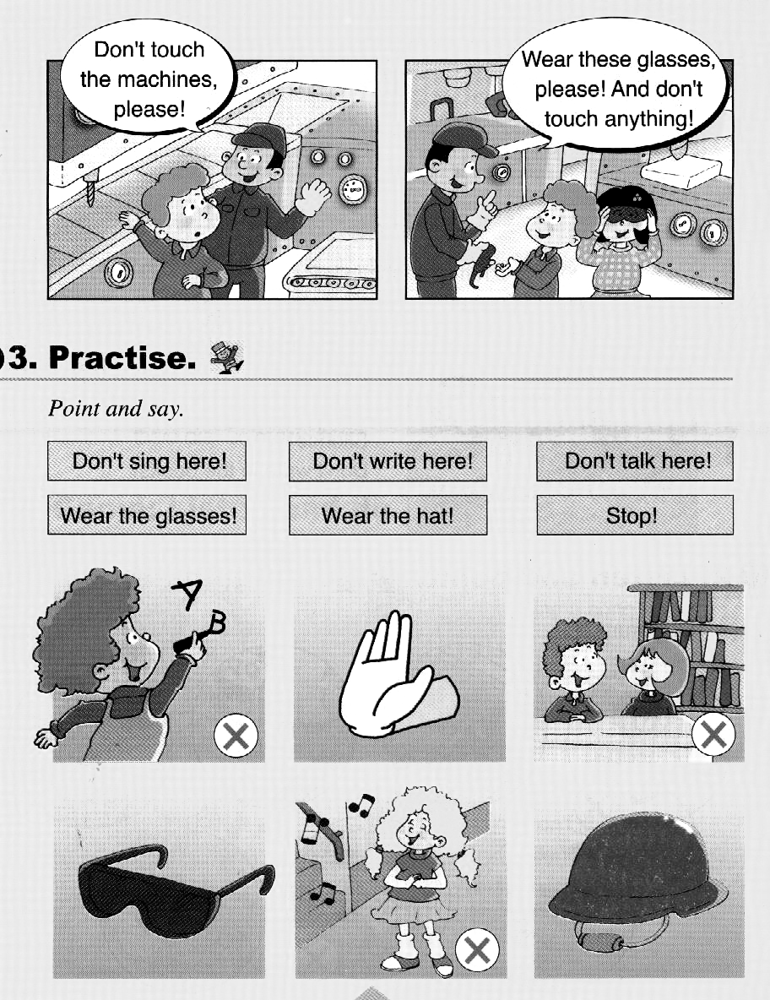 Don't touch
the machines,
please!
Wear these glasses,
please! And don't
touch anything!
3. Practise.
Point and say.
Don't sing here!
Don't write here!
Don't talk here!
Wear the glasses!
Wear the hat!
Stop!
A
B